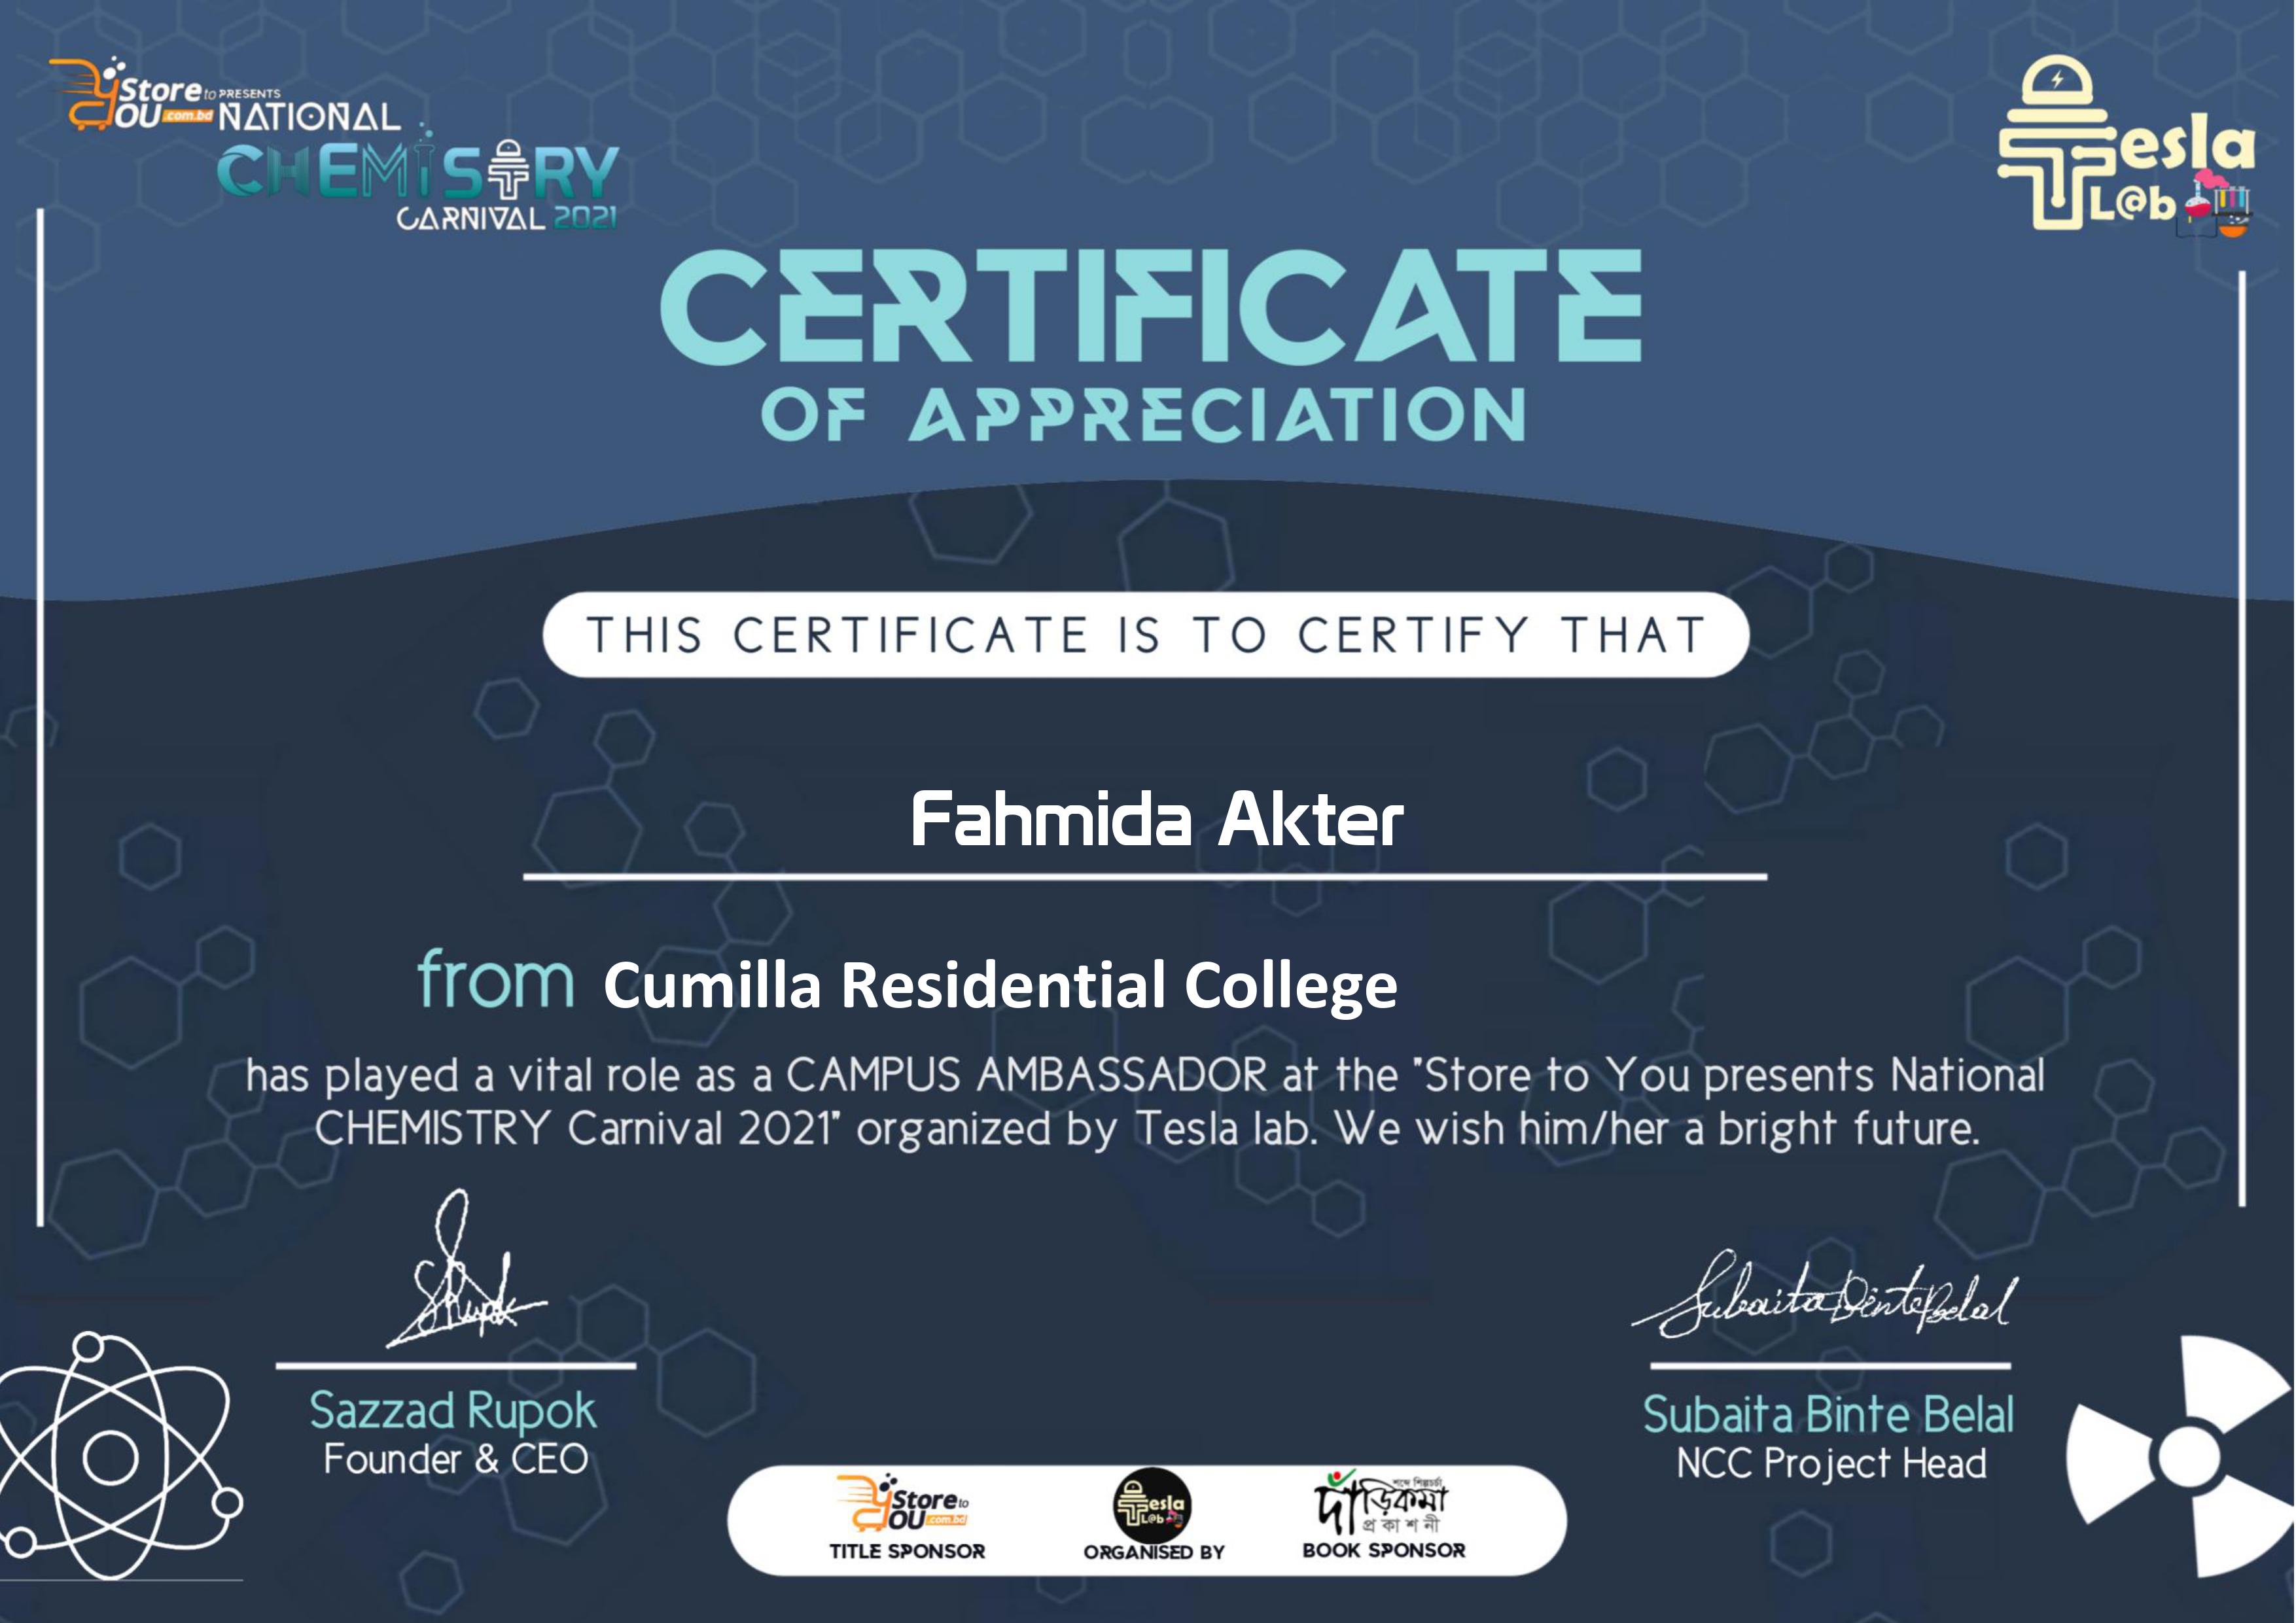 Store to
YOU.com.bd
PRESENTS
NATIONAL
CHEMISTRY
CARNIVAL 2021
Tesla
L@b
CERTIFICATE
OF APPRECIATION
THIS CERTIFICATE IS TO CERTIFY THAT
Fahmida Akter
from Cumilla Residential College
has played a vital role as a CAMPUS AMBASSADOR at the "Store to You presents National
CHEMISTRY Carnival 2021" organized by Tesla lab. We wish him/her a bright future.
Subaita Binte Belal
Sazzad Rupok
Founder & CEO
Subaita Binte Belal
NCC Project Head
Store to
YOU.com.bd
TITLE SPONSOR
Tesla
L@b
ORGANISED BY
শব্দে শিল্পচর্চা
দাঁড়িকমা
প্রকাশনী
BOOK SPONSOR